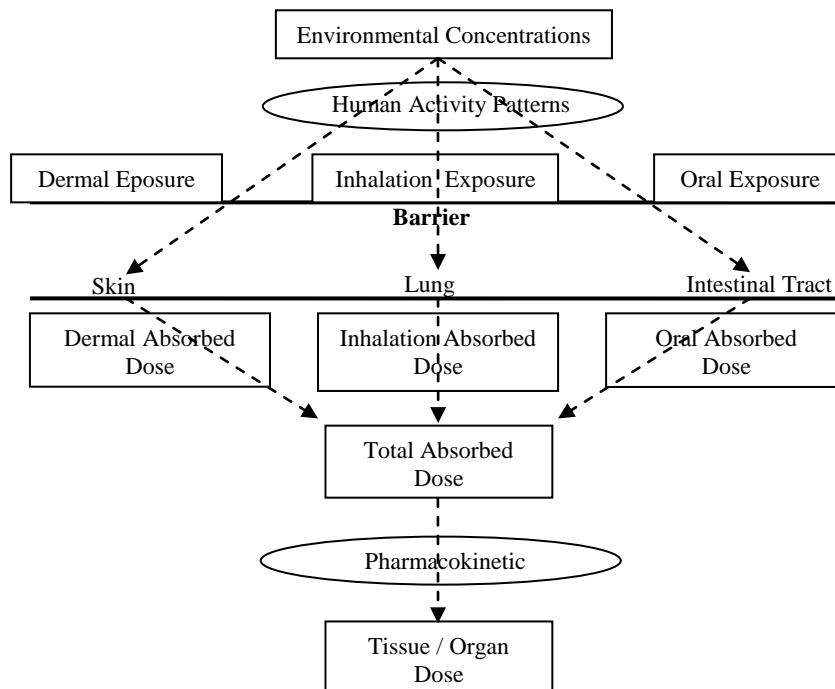 Environmental Concentrations
Human Activity Patterns
Dermal Eposure
Inhalation Exposure
Oral Exposure
Barrier
Skin
Lung
Intestinal Tract
Dermal Absorbed
Dose
Inhalation Absorbed
Dose
Oral Absorbed
Dose
Total Absorbed
Dose
Pharmacokinetic
Tissue / Organ
Dose